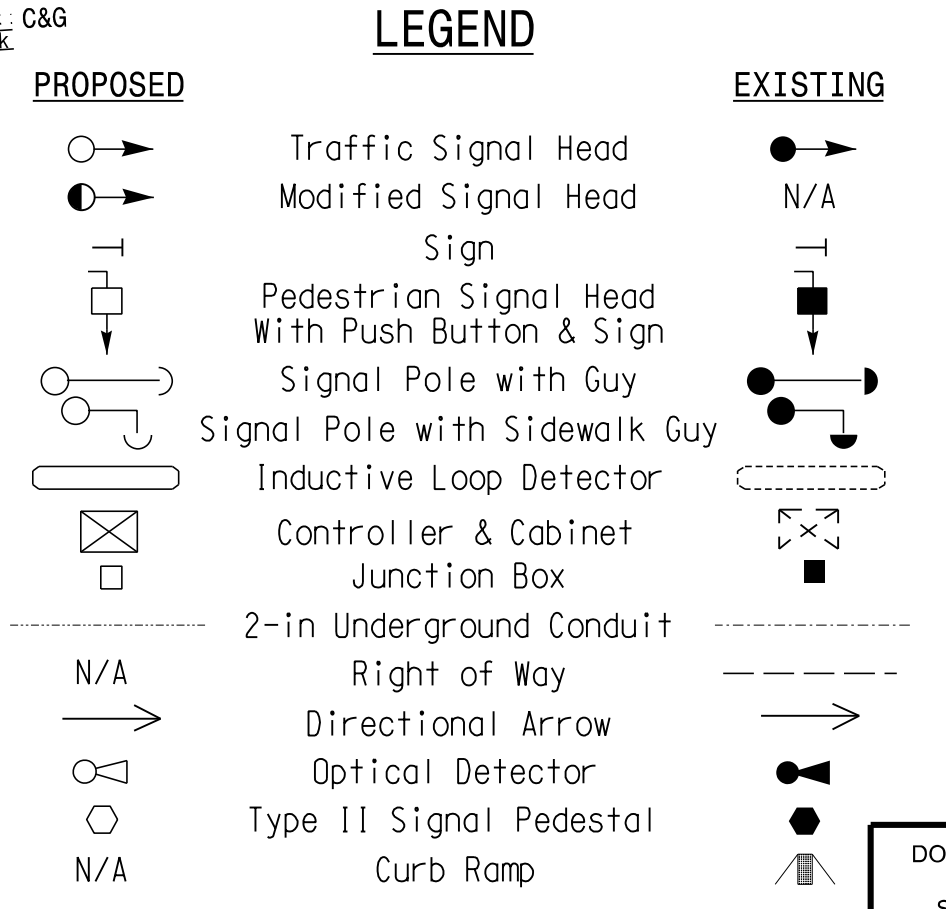 C&G
LEGEND
PROPOSED
EXISTING
Traffic Signal Head
Modified Signal Head
N/A
Sign
Pedestrian Signal Head
With Push Button & Sign
Signal Pole with Guy
Signal Pole with Sidewalk Guy
Inductive Loop Detector
Controller & Cabinet
Junction Box
2-in Underground Conduit
N/A
Right of Way
Directional Arrow
Optical Detector
Type II Signal Pedestal
N/A
Curb Ramp
DO